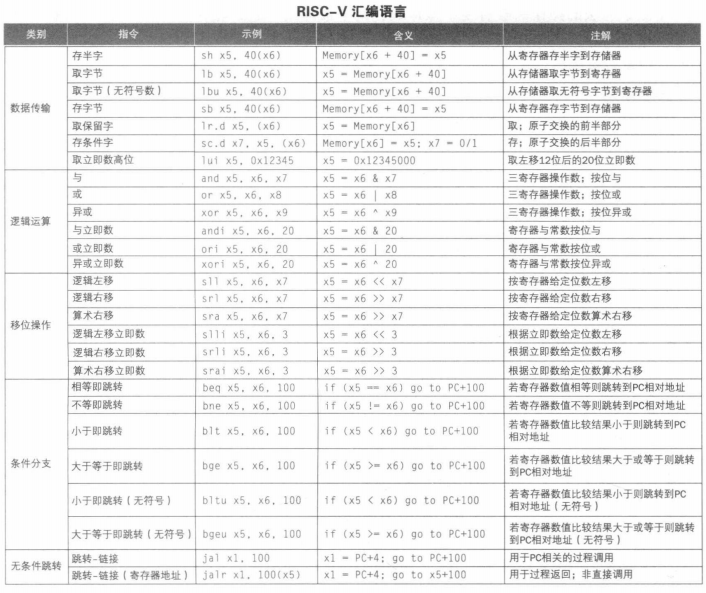 RISC-V 汇编语言
类别 指令 示例 含义 注解
数据传输
存半字 sh x5, 40(x6) Memory[x6 + 40] = x5 从寄存器存半字到存储器
取字节 lb x5, 40(x6) x5 = Memory[x6 + 40] 从存储器取字节到寄存器
取字节（无符号数） lbu x5, 40(x6) x5 = Memory[x6 + 40] 从存储器取无符号字节到寄存器
存字节 sb x5, 40(x6) Memory[x6 + 40] = x5 从寄存器存字节到存储器
取保留字 lr.d x5, (x6) x5 = Memory[x6] 取；原子交换的前半部分
存条件字 sc.d x7, x5, (x6) Memory[x6] = x5; x7 = 0/1 存；原子交换的后半部分
取立即数高位 lui x5, 0x12345 x5 = 0x12345000 取左移12位后的20位立即数
逻辑运算
与 and x5, x6, x7 x5 = x6 & x7 三寄存器操作数；按位与
或 or x5, x6, x8 x5 = x6 | x8 三寄存器操作数；按位或
异或 xor x5, x6, x9 x5 = x6 ^ x9 三寄存器操作数；按位异或
与立即数 andi x5, x6, 20 x5 = x6 & 20 寄存器与常数按位与
或立即数 ori x5, x6, 20 x5 = x6 | 20 寄存器与常数按位或
异或立即数 xori x5, x6, 20 x5 = x6 ^ 20 寄存器与常数按位异或
移位操作
逻辑左移 sll x5, x6, x7 x5 = x6 << x7 按寄存器给定位数左移
逻辑右移 srl x5, x6, x7 x5 = x6 >> x7 按寄存器给定位数右移
算术右移 sra x5, x6, x7 x5 = x6 >> x7 按寄存器给定位数算术右移
逻辑左移立即数 slli x5, x6, 3 x5 = x6 << 3 根据立即数给定位数左移
逻辑右移立即数 srli x5, x6, 3 x5 = x6 >> 3 根据立即数给定位数右移
算术右移立即数 srai x5, x6, 3 x5 = x6 >> 3 根据立即数给定位数算术右移
条件分支
相等即跳转 beq x5, x6, 100 if (x5 == x6) go to PC+100 若寄存器数值相等则跳转到PC相对地址
不等即跳转 bne x5, x6, 100 if (x5 != x6) go to PC+100 若寄存器数值不等则跳转到PC相对地址
小于即跳转 blt x5, x6, 100 if (x5 < x6) go to PC+100 若寄存器数值比较结果小于则跳转到PC
相对地址
大于等于即跳转 bge x5, x6, 100 if (x5 >= x6) go to PC+100 若寄存器数值比较结果大于或等于则跳转
到PC相对地址
小于即跳转（无符号） bltu x5, x6, 100 if (x5 < x6) go to PC+100 若寄存器数值比较结果小于则跳转到PC
相对地址（无符号）
大于等于即跳转（无符号） bgeu x5, x6, 100 if (x5 >= x6) go to PC+100 若寄存器数值比较结果大于或等于则跳转
到PC相对地址（无符号）
无条件跳转
跳转-链接 jal x1, 100 x1 = PC+4; go to PC+100 用于PC相关的过程调用
跳转-链接（寄存器地址） jalr x1, 100(x5) x1 = PC+4; go to x5+100 用于过程返回；非直接调用